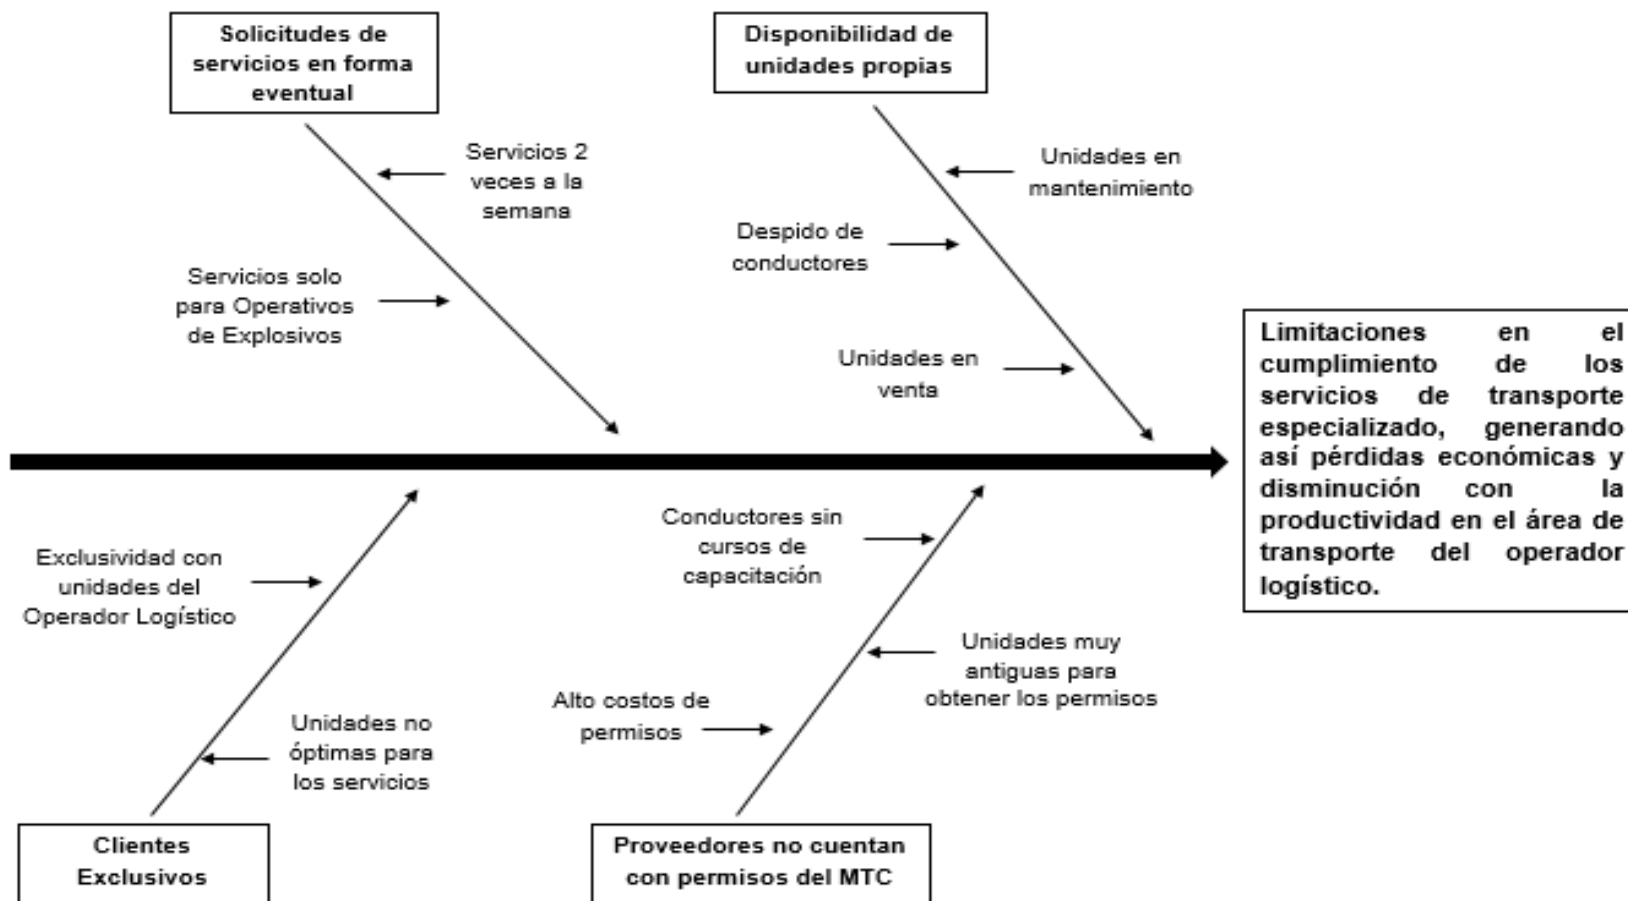 Solicitudes de
servicios en forma
eventual
Disponibilidad de
unidades propias
Servicios 2
veces a la
semana
Servicios solo
para Operativos
de Explosivos
Unidades en
mantenimiento
Despido de
conductores
Unidades en
venta
Limitaciones en el
cumplimiento de los
servicios de transporte
especializado, generando
así pérdidas económicas y
disminución con la
productividad en el área de
transporte del operador
logístico.
Exclusividad con
unidades del
Operador Logístico
Unidades no
óptimas para
los servicios
Conductores sin
cursos de
capacitación
Unidades muy
antiguas para
obtener los permisos
Alto costos de
permisos
Clientes
Exclusivos
Proveedores no cuentan
con permisos del MTC